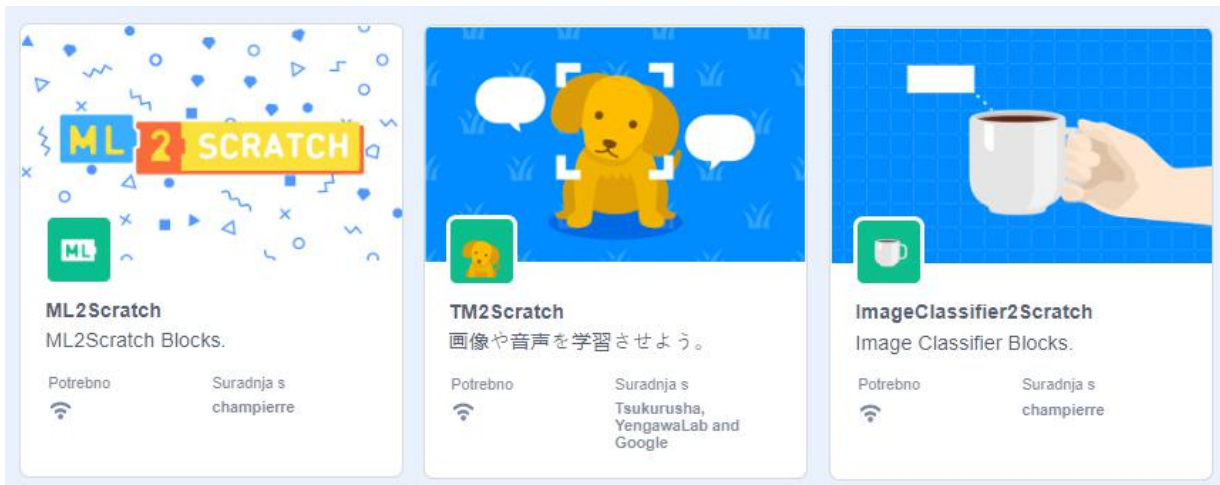 ML 2 SCRATCH
ML
ML2Scratch
ML2Scratch Blocks.
Potrebno
Suradnja s
champierre
TM2Scratch
画像や音声を学習させよう。
Potrebno
Suradnja s
Tsukurusha,
YengawaLab and
Google
ImageClassifier2Scratch
Image Classifier Blocks.
Potrebno
Suradnja s
champierre